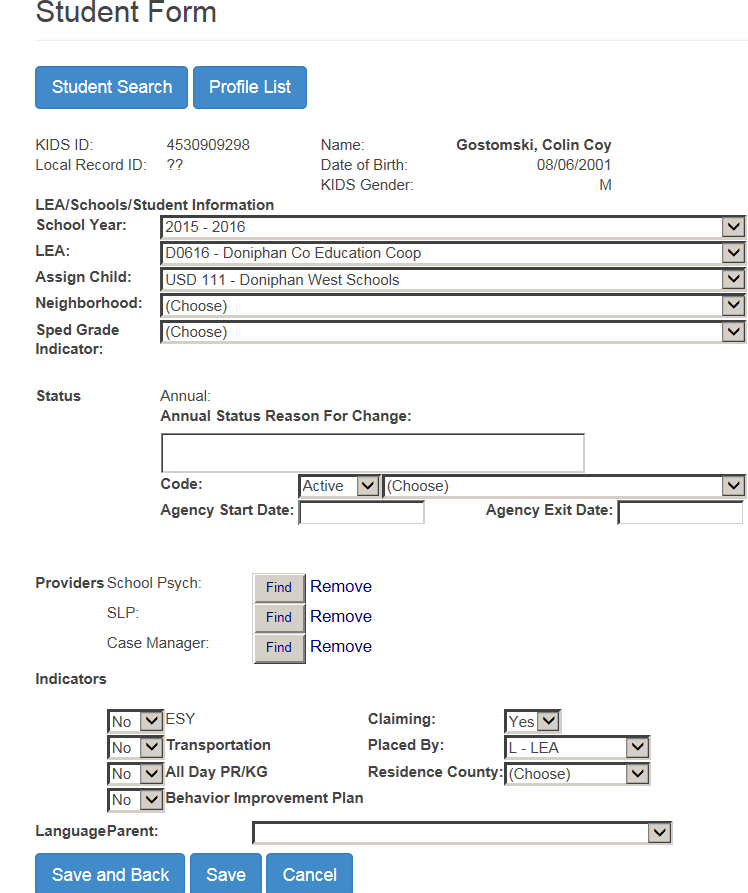 Student Form
Student Search Profile List
KIDS ID: 4530909298 Name: Gostomski, Colin Coy
Local Record ID: ?? Date of Birth: 08/06/2001
KIDS Gender: M
LEA/Schools/Student Information
School Year: 2015 - 2016
LEA: D0616 - Doniphan Co Education Coop
Assign Child: USD 111 - Doniphan West Schools
Neighborhood: (Choose)
Sped Grade (Choose)
Indicator:
Status Annual:
Annual Status Reason For Change:
Code: Active (Choose)
Agency Start Date: Agency Exit Date:
Providers School Psych: Find Remove
SLP: Find Remove
Case Manager: Find Remove
Indicators
No ESY Claiming: Yes
No Transportation Placed By: L - LEA
No All Day PR/KG Residence County: (Choose)
No Behavior Improvement Plan
LanguageParent:
Save and Back Save Cancel